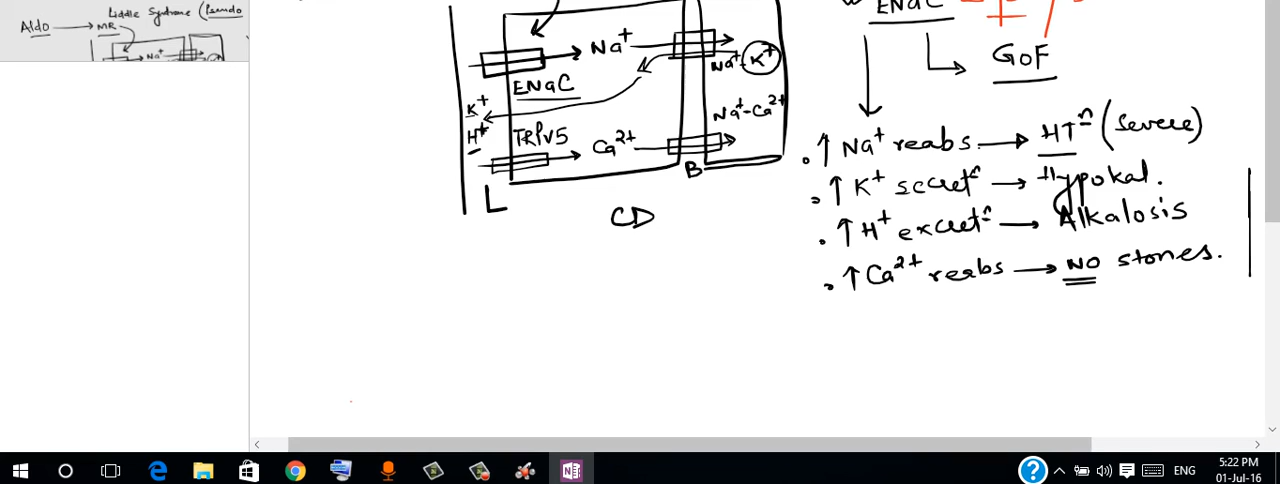 Liddle Syndrome (Pseudo
Aldo → MR
Na⁺
ENaC
GoF
Na⁺
Na⁺-K⁺
ENaC
K⁺
H⁺
TRPV5
Ca²⁺
Na⁺-Ca²⁺
L
B
CD
↑ Na⁺ reabs → HTⁿ (Severe)
↑ K⁺ secretⁿ → Hypokal.
↑ H⁺ excretⁿ → Alkalosis
↑ Ca²⁺ reabs → NO stones.
ENG
5:22 PM
01-Jul-16